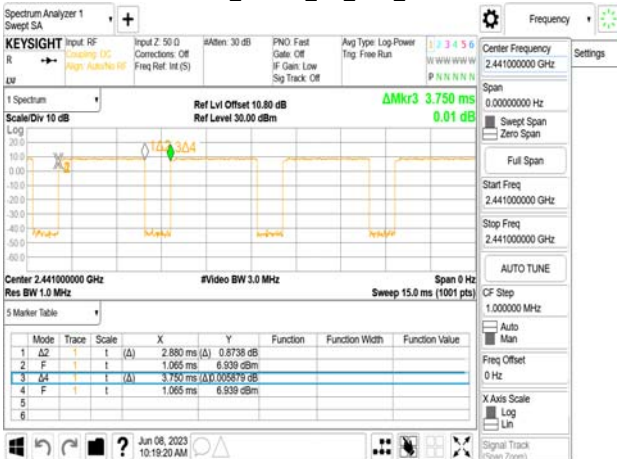 Spectrum Analyzer 1
Swept SA
Frequency
KEYSIGHT
Input: RF
Coupling: DC
Align: Auto/No RF
Input Z: 50 Ω
Corrections: Off
Freq Ref: Int (S)
#Atten: 30 dB
PNO: Fast
Gate: Off
IF Gain: Low
Sig Track: Off
Avg Type: Log-Power
Trig: Free Run
1 2 3 4 5 6
W W W W W W
P N N N N N
R
LXI
Center Frequency
2.441000000 GHz
Settings
1 Spectrum
Scale/Div 10 dB
Ref Lvl Offset 10.80 dB
Ref Level 30.00 dBm
ΔMkr3 3.750 ms
0.01 dB
Log
20.0
10.0
0.00
-10.0
-20.0
-30.0
-40.0
-50.0
-60.0
1Δ2 3Δ4
Center 2.441000000 GHz
Res BW 1.0 MHz
#Video BW 3.0 MHz
Span 0 Hz
Sweep 15.0 ms (1001 pts)
Span
0.00000000 Hz
Swept Span
Zero Span
Full Span
Start Freq
2.441000000 GHz
Stop Freq
2.441000000 GHz
AUTO TUNE
CF Step
1.000000 MHz
Auto
Man
Freq Offset
0 Hz
X Axis Scale
Log
Lin
Signal Track
(Span Zoom)
5 Marker Table
Mode Trace Scale X Y Function Function Width Function Value
1 Δ2 1 t (Δ) 2.880 ms (Δ) 0.8738 dB
2 F 1 t 1.065 ms 6.939 dBm
3 Δ4 1 t (Δ) 3.750 ms (Δ) 0.005879 dB
4 F 1 t 1.065 ms 6.939 dBm
5
6
?
Jun 08, 2023
10:19:20 AM